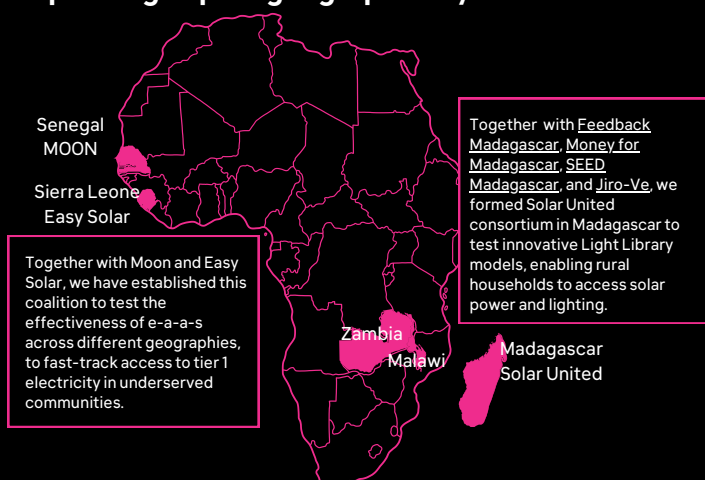 Senegal
MOON
Sierra Leone
Easy Solar
Together with Moon and Easy
Solar, we have established this
coalition to test the
effectiveness of e-a-a-s
across different geographies,
to fast-track access to tier 1
electricity in underserved
communities.
Together with Feedback
Madagascar, Money for
Madagascar, SEED
Madagascar, and Jiro-Ve, we
formed Solar United
consortium in Madagascar to
test innovative Light Library
models, enabling rural
households to access solar
power and lighting.
Zambia
Malawi
Madagascar
Solar United